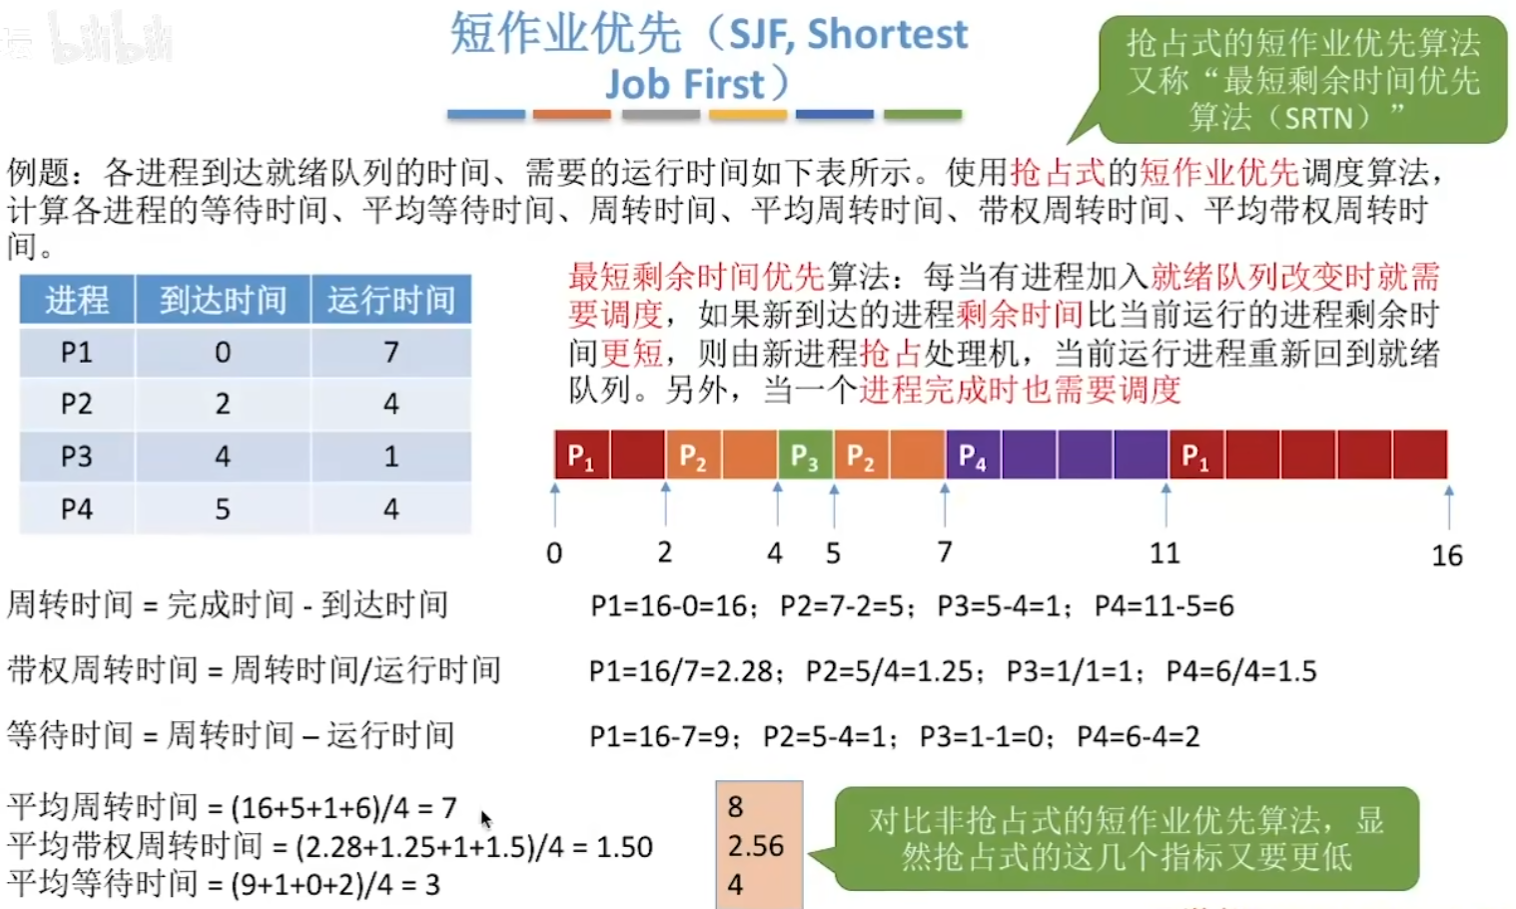 坛 bilibili
短作业优先（SJF, Shortest
Job First）
抢占式的短作业优先算法
又称“最短剩余时间优先
算法（SRTN）”
例题：各进程到达就绪队列的时间、需要的运行时间如下表所示。使用抢占式的短作业优先调度算法，
计算各进程的等待时间、平均等待时间、周转时间、平均周转时间、带权周转时间、平均带权周转时
间。
进程 到达时间 运行时间
P1 0 7
P2 2 4
P3 4 1
P4 5 4
最短剩余时间优先算法：每当有进程加入就绪队列改变时就需
要调度，如果新到达的进程剩余时间比当前运行的进程剩余时
间更短，则由新进程抢占处理机，当前运行进程重新回到就绪
队列。另外，当一个进程完成时也需要调度
P1 P2 P3 P2 P4 P1
0 2 4 5 7 11 16
周转时间 = 完成时间 - 到达时间
P1=16-0=16；P2=7-2=5；P3=5-4=1；P4=11-5=6
带权周转时间 = 周转时间/运行时间
P1=16/7=2.28；P2=5/4=1.25；P3=1/1=1；P4=6/4=1.5
等待时间 = 周转时间 – 运行时间
P1=16-7=9；P2=5-4=1；P3=1-1=0；P4=6-4=2
平均周转时间 = (16+5+1+6)/4 = 7
平均带权周转时间 = (2.28+1.25+1+1.5)/4 = 1.50
平均等待时间 = (9+1+0+2)/4 = 3
8
2.56
4
对比非抢占式的短作业优先算法，显
然抢占式的这几个指标又要更低